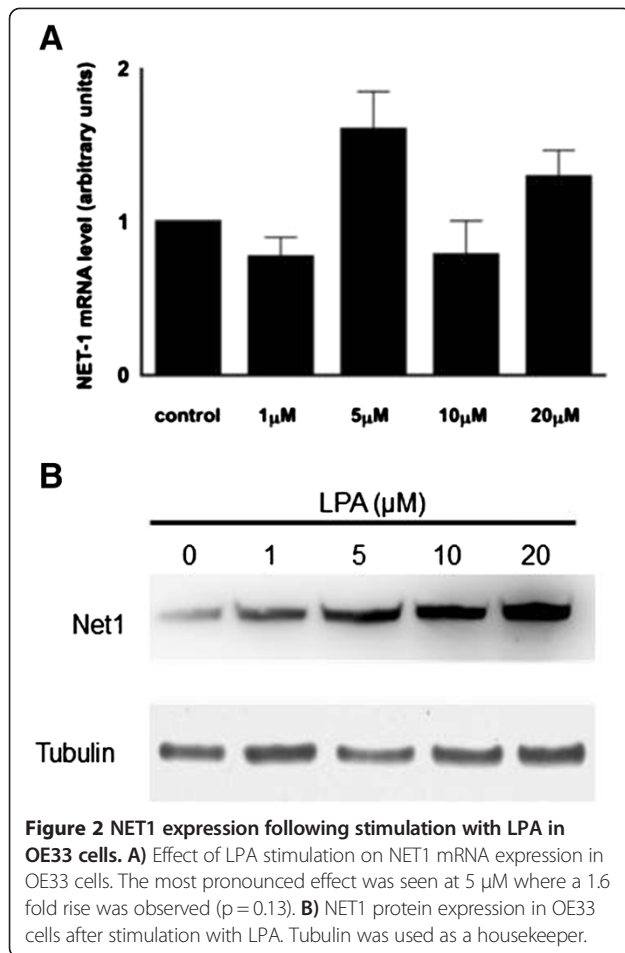 A
NET-1 mRNA level (arbitrary units)
2
1
0
control 1µM 5µM 10µM 20µM
B
LPA (µM)
0 1 5 10 20
Net1
Tubulin
Figure 2 NET1 expression following stimulation with LPA in
OE33 cells. A) Effect of LPA stimulation on NET1 mRNA expression in
OE33 cells. The most pronounced effect was seen at 5 µM where a 1.6
fold rise was observed (p = 0.13). B) NET1 protein expression in OE33
cells after stimulation with LPA. Tubulin was used as a housekeeper.